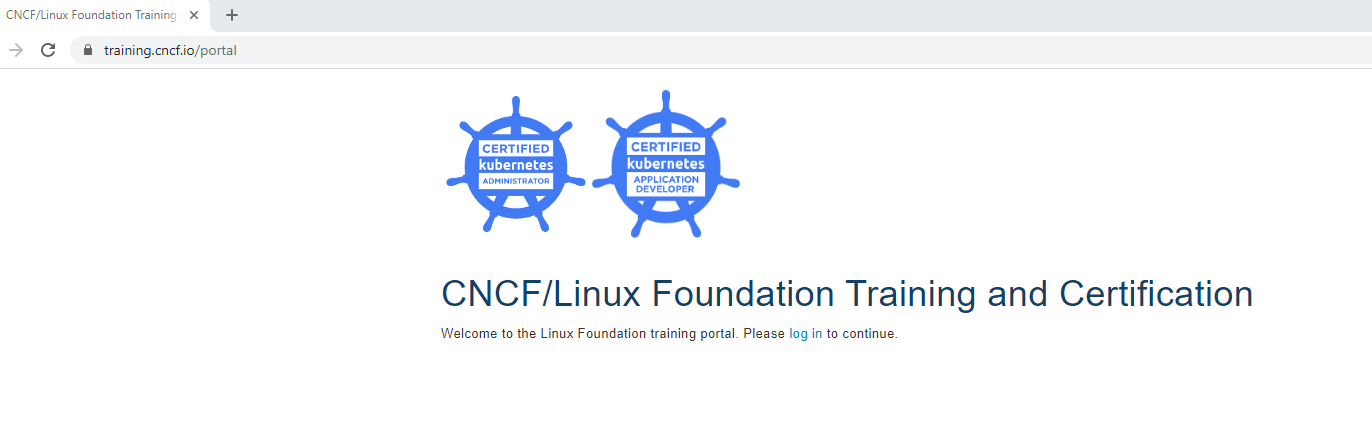 CNCF/Linux Foundation Training
training.cncf.io/portal
CERTIFIED
kubernetes
ADMINISTRATOR
CERTIFIED
kubernetes
APPLICATION
DEVELOPER
CNCF/Linux Foundation Training and Certification
Welcome to the Linux Foundation training portal. Please log in to continue.